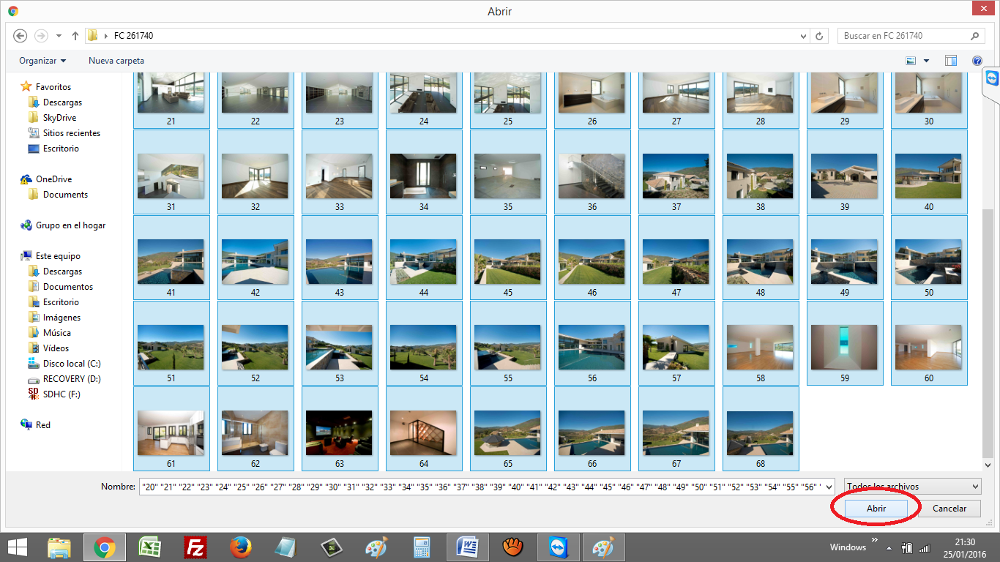 Abrir
FC 261740
Buscar en FC 261740
Organizar
Nueva carpeta
Favoritos
Descargas
SkyDrive
Sitios recientes
Escritorio
OneDrive
Documents
Grupo en el hogar
Este equipo
Descargas
Documentos
Escritorio
Imágenes
Música
Vídeos
Disco local (C:)
RECOVERY (D:)
SDHC (F:)
Red
21 22 23 24 25 26 27 28 29 30
31 32 33 34 35 36 37 38 39 40
41 42 43 44 45 46 47 48 49 50
51 52 53 54 55 56 57 58 59 60
61 62 63 64 65 66 67 68
Nombre: "20" "21" "22" "23" "24" "25" "26" "27" "28" "29" "30" "31" "32" "33" "34" "35" "36" "37" "38" "39" "40" "41" "42" "43" "44" "45" "46" "47" "48" "49" "50" "51" "52" "53" "54" "55" "56" "
Todos los archivos
Abrir Cancelar
Windows
21:30
25/01/2016